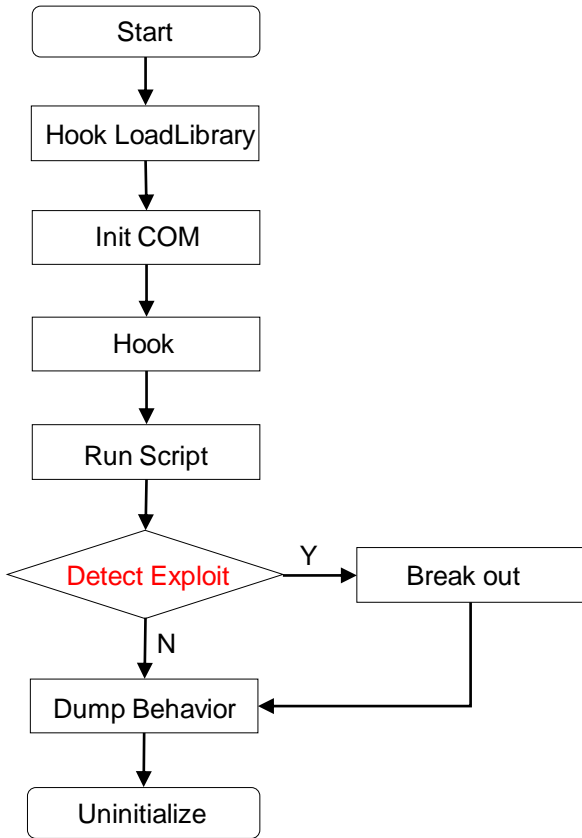 Start
Hook LoadLibrary
Init COM
Hook
Run Script
Detect Exploit
Y
Break out
N
Dump Behavior
Uninitialize